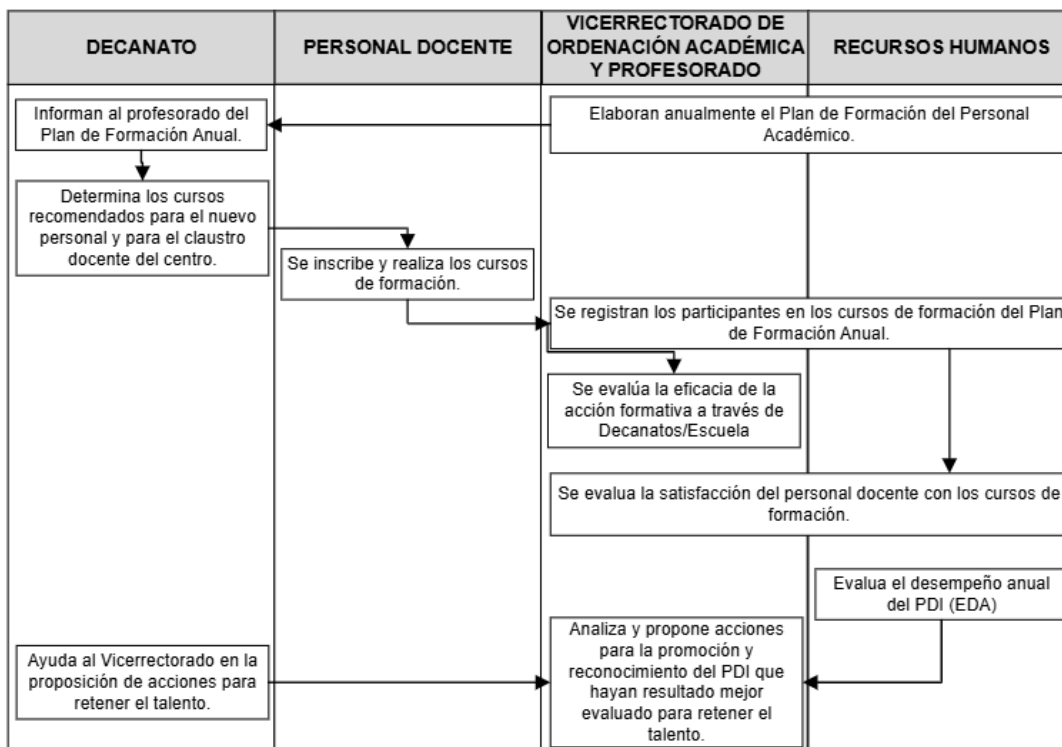 DECANATO
PERSONAL DOCENTE
VICERRECTORADO DE
ORDENACIÓN ACADÉMICA
Y PROFESORADO
RECURSOS HUMANOS
Informan al profesorado del
Plan de Formación Anual.
Elaboran anualmente el Plan de Formación del Personal
Académico.
Determina los cursos
recomendados para el nuevo
personal y para el claustro
docente del centro.
Se inscribe y realiza los cursos
de formación.
Se registran los participantes en los cursos de formación del Plan
de Formación Anual.
Se evalúa la eficacia de la
acción formativa a través de
Decanatos/Escuela
Se evalua la satisfacción del personal docente con los cursos de
formación.
Evalua el desempeño anual
del PDI (EDA)
Ayuda al Vicerrectorado en la
proposición de acciones para
retener el talento.
Analiza y propone acciones
para la promoción y
reconocimiento del PDI que
hayan resultado mejor
evaluado para retener el
talento.